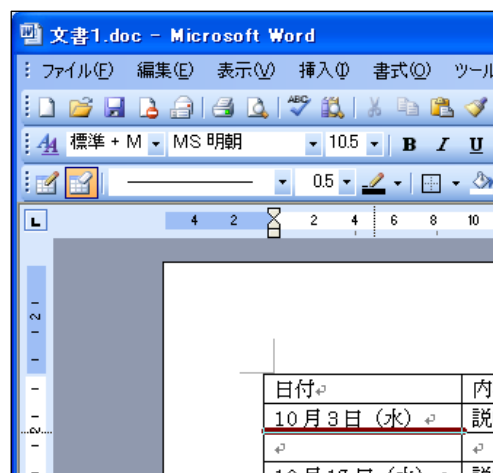 文書1.doc - Microsoft Word
ファイル(F) 編集(E) 表示(V) 挿入(I) 書式(O) ツール
標準 + M MS 明朝 10.5 B I U
0.5
L 4 2 2 4 6 8 10
2
2
日付 内
10月3日（水） 説